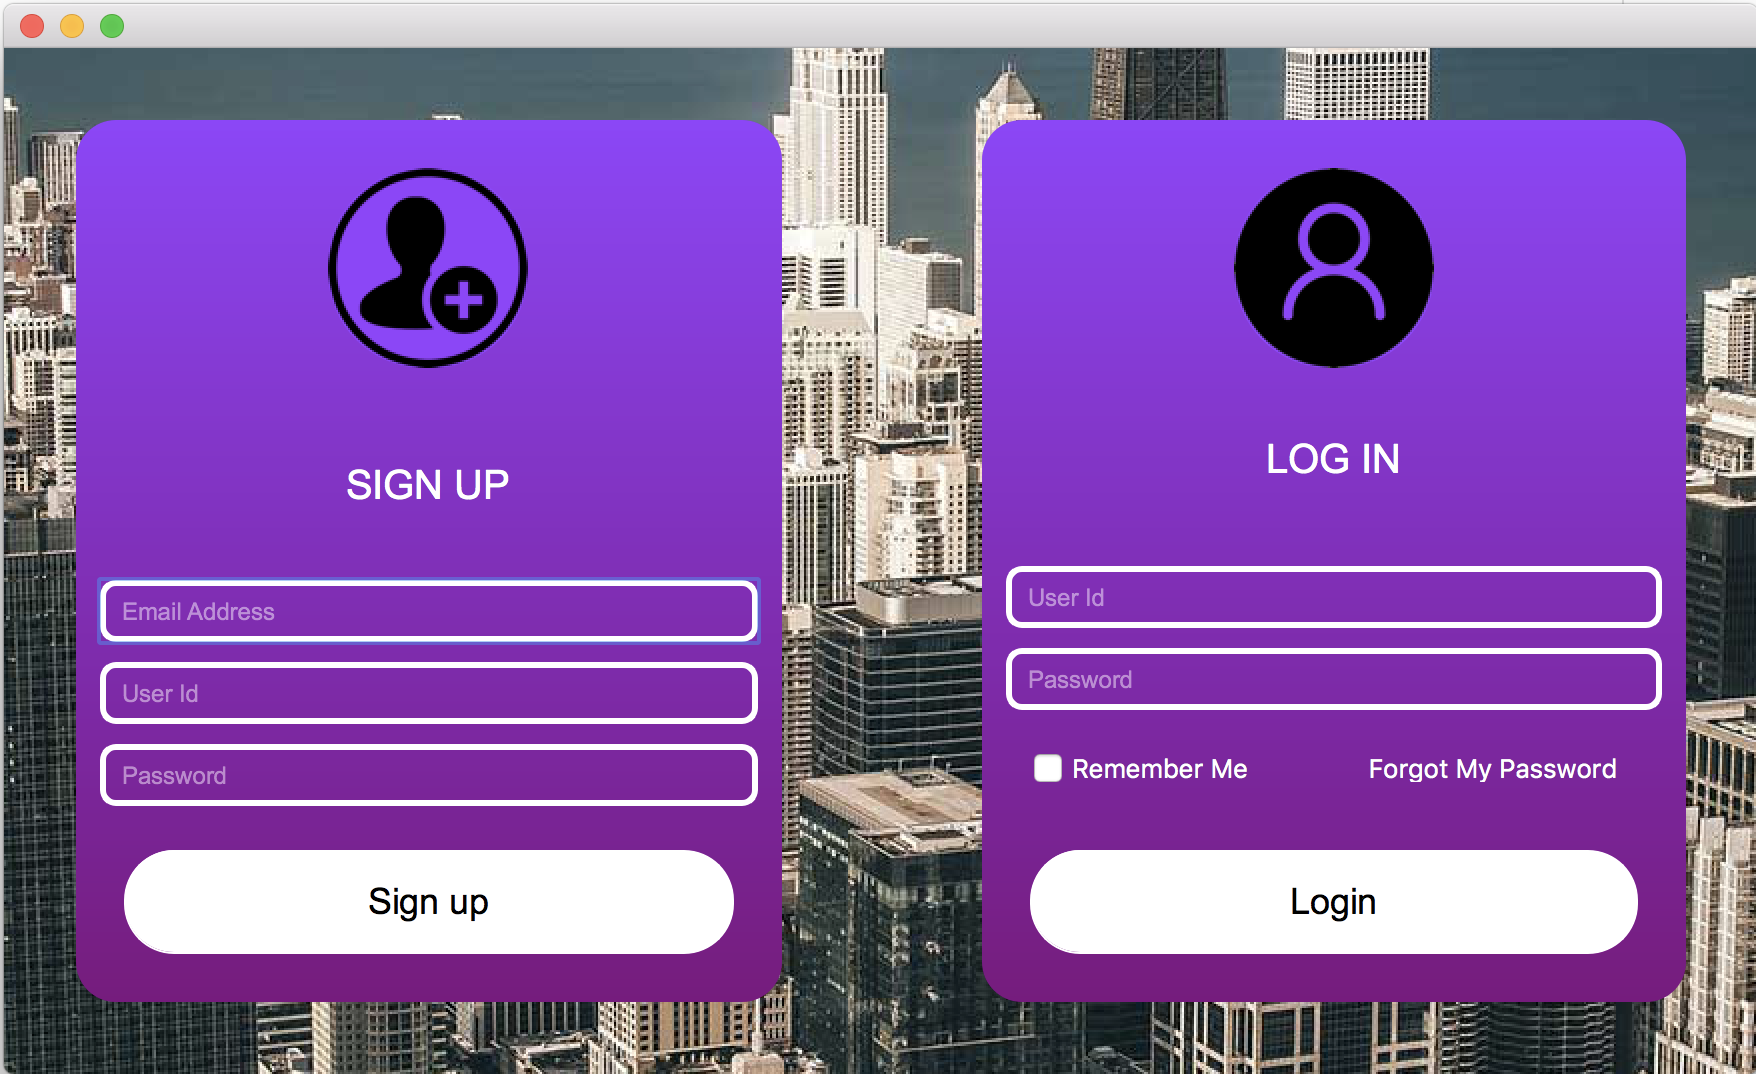 SIGN UP
Email Address
User Id
Password
Sign up
LOG IN
User Id
Password
Remember Me
Forgot My Password
Login